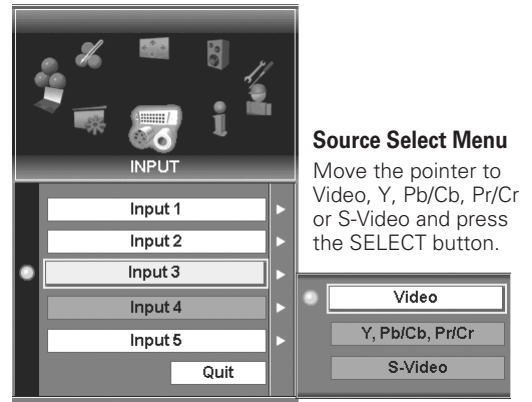 INPUT
Input 1
Input 2
Input 3
Input 4
Input 5
Quit
Source Select Menu
Move the pointer to
Video, Y, Pb/Cb, Pr/Cr
or S-Video and press
the SELECT button.
Video
Y, Pb/Cb, Pr/Cr
S-Video